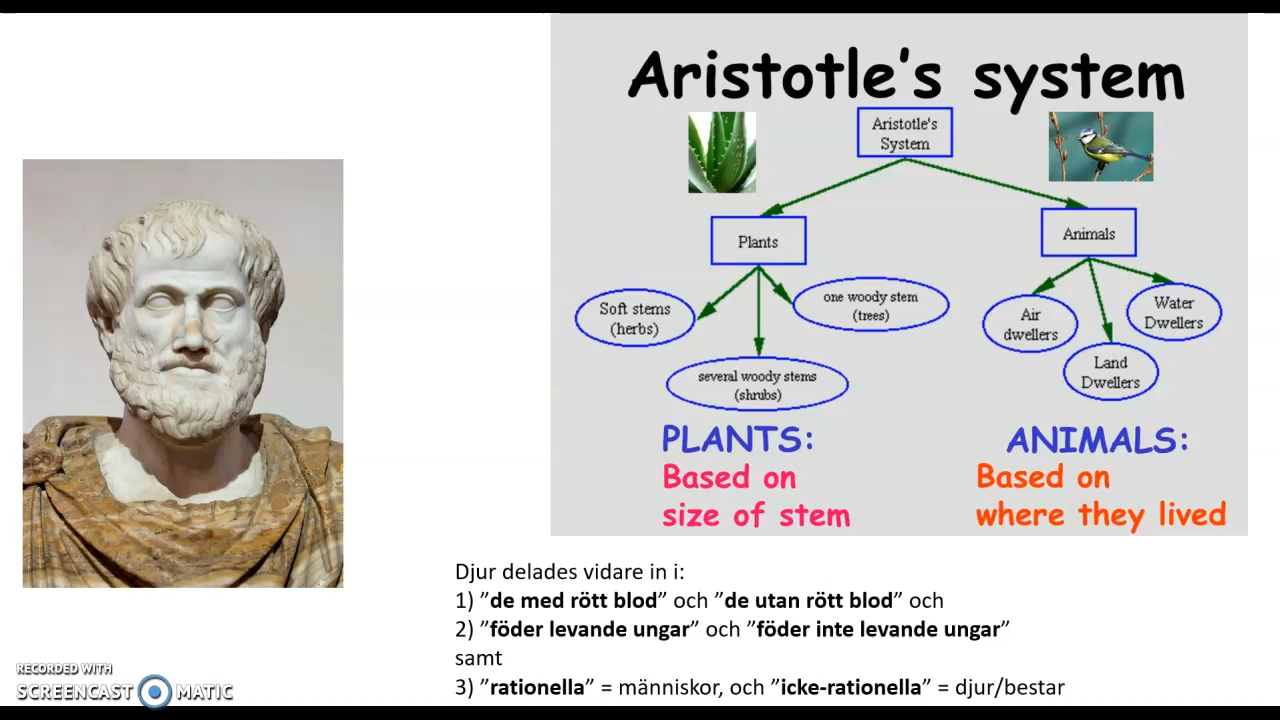 Aristotle's system
Aristotle's
System
Plants
Animals
Soft stems
(herbs)
one woody stem
(trees)
several woody stems
(shrubs)
Air
dwellers
Land
Dwellers
Water
Dwellers
PLANTS:
Based on
size of stem
ANIMALS:
Based on
where they lived
Djur delades vidare in i:
1) ”de med rött blod” och ”de utan rött blod” och
2) ”föder levande ungar” och ”föder inte levande ungar”
samt
3) ”rationella” = människor, och ”icke-rationella” = djur/bestar
RECORDED WITH
SCREENCAST MATIC